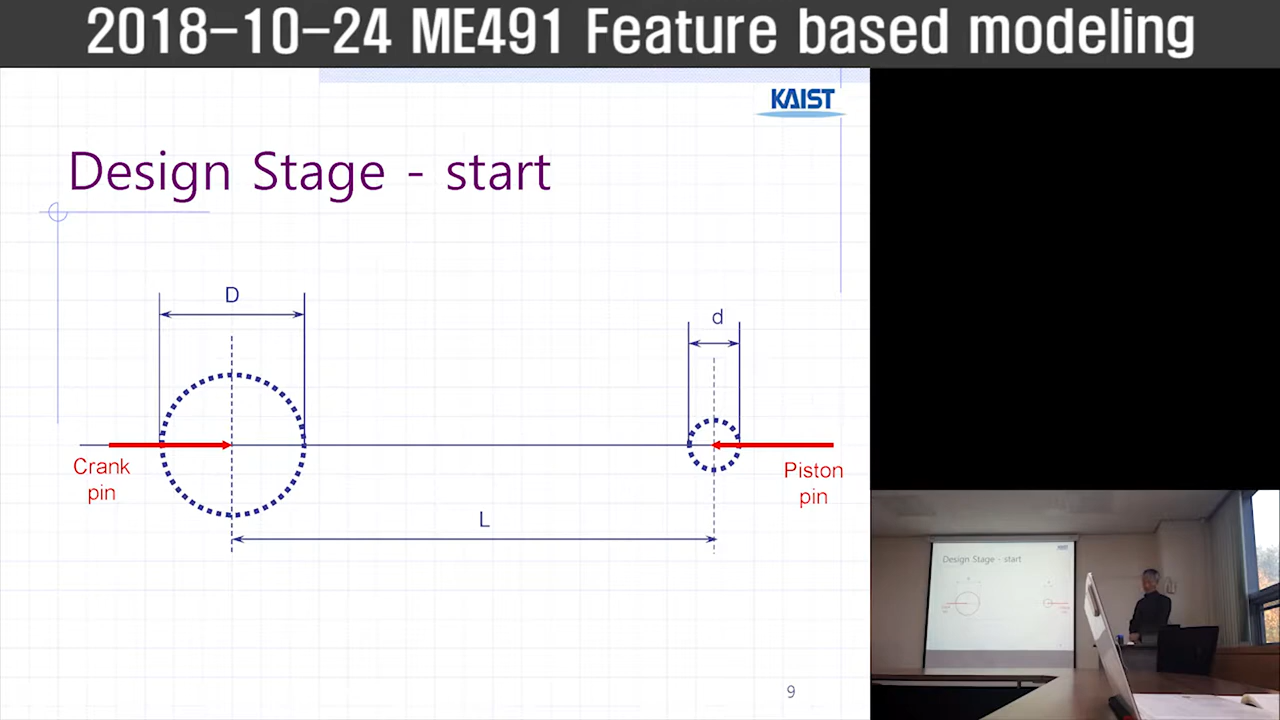 2018-10-24 ME491 Feature based modeling
KAIST
Design Stage - start
D
d
Crank
pin
Piston
pin
L
9
KAIST
Design Stage - start